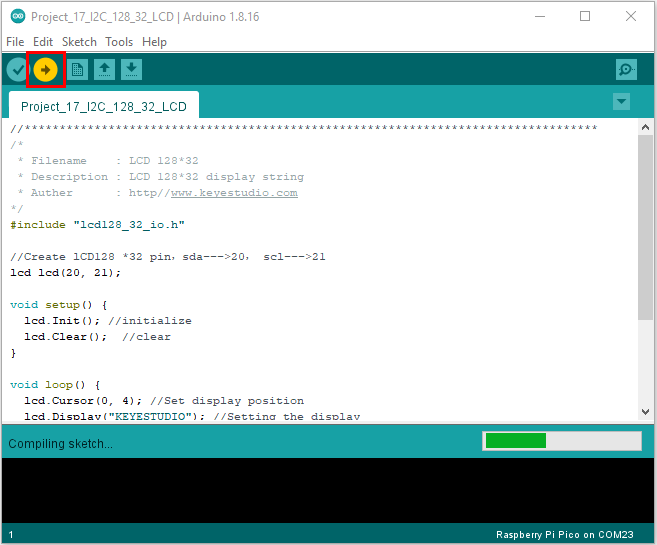 Project_17_I2C_128_32_LCD | Arduino 1.8.16
File Edit Sketch Tools Help
Project_17_I2C_128_32_LCD
//**********************************************************************************
/*
 * Filename    : LCD 128*32
 * Description : LCD 128*32 display string
 * Auther      : http//www.keyestudio.com
*/
#include "lcd128_32_io.h"
//Create lCD128 *32 pin，sda--->20， scl--->21
lcd lcd(20, 21);
void setup() {
  lcd.Init(); //initialize
  lcd.Clear();  //clear
}
void loop() {
  lcd.Cursor(0, 4); //Set display position
  lcd.Display("KEYESTUDIO"); //Setting the display
Compiling sketch...
1
Raspberry Pi Pico on COM23